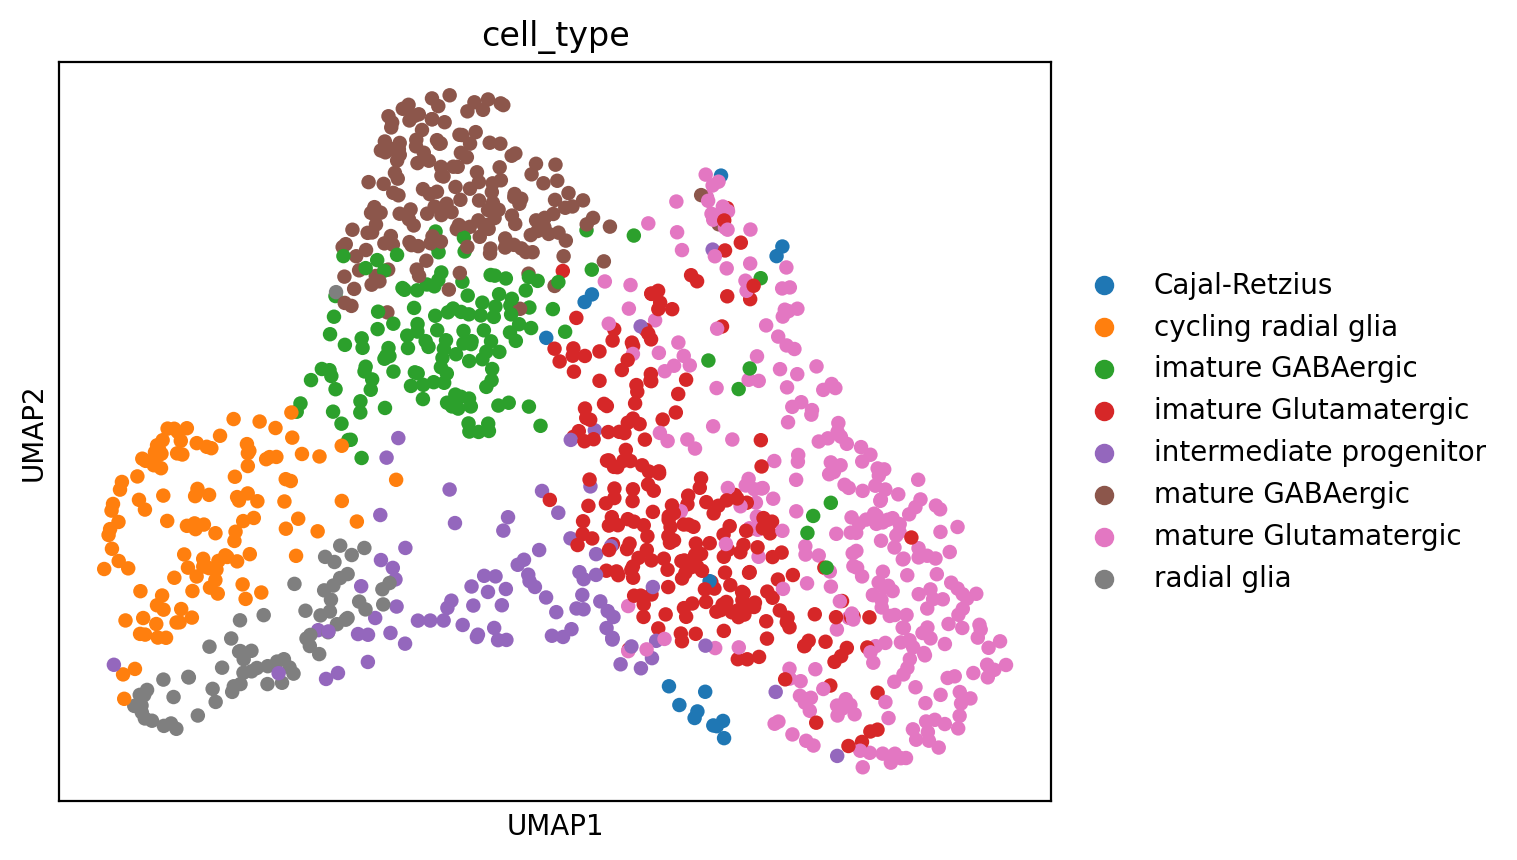 cell_type
UMAP2
UMAP1
Cajal-Retzius
cycling radial glia
imature GABAergic
imature Glutamatergic
intermediate progenitor
mature GABAergic
mature Glutamatergic
radial glia